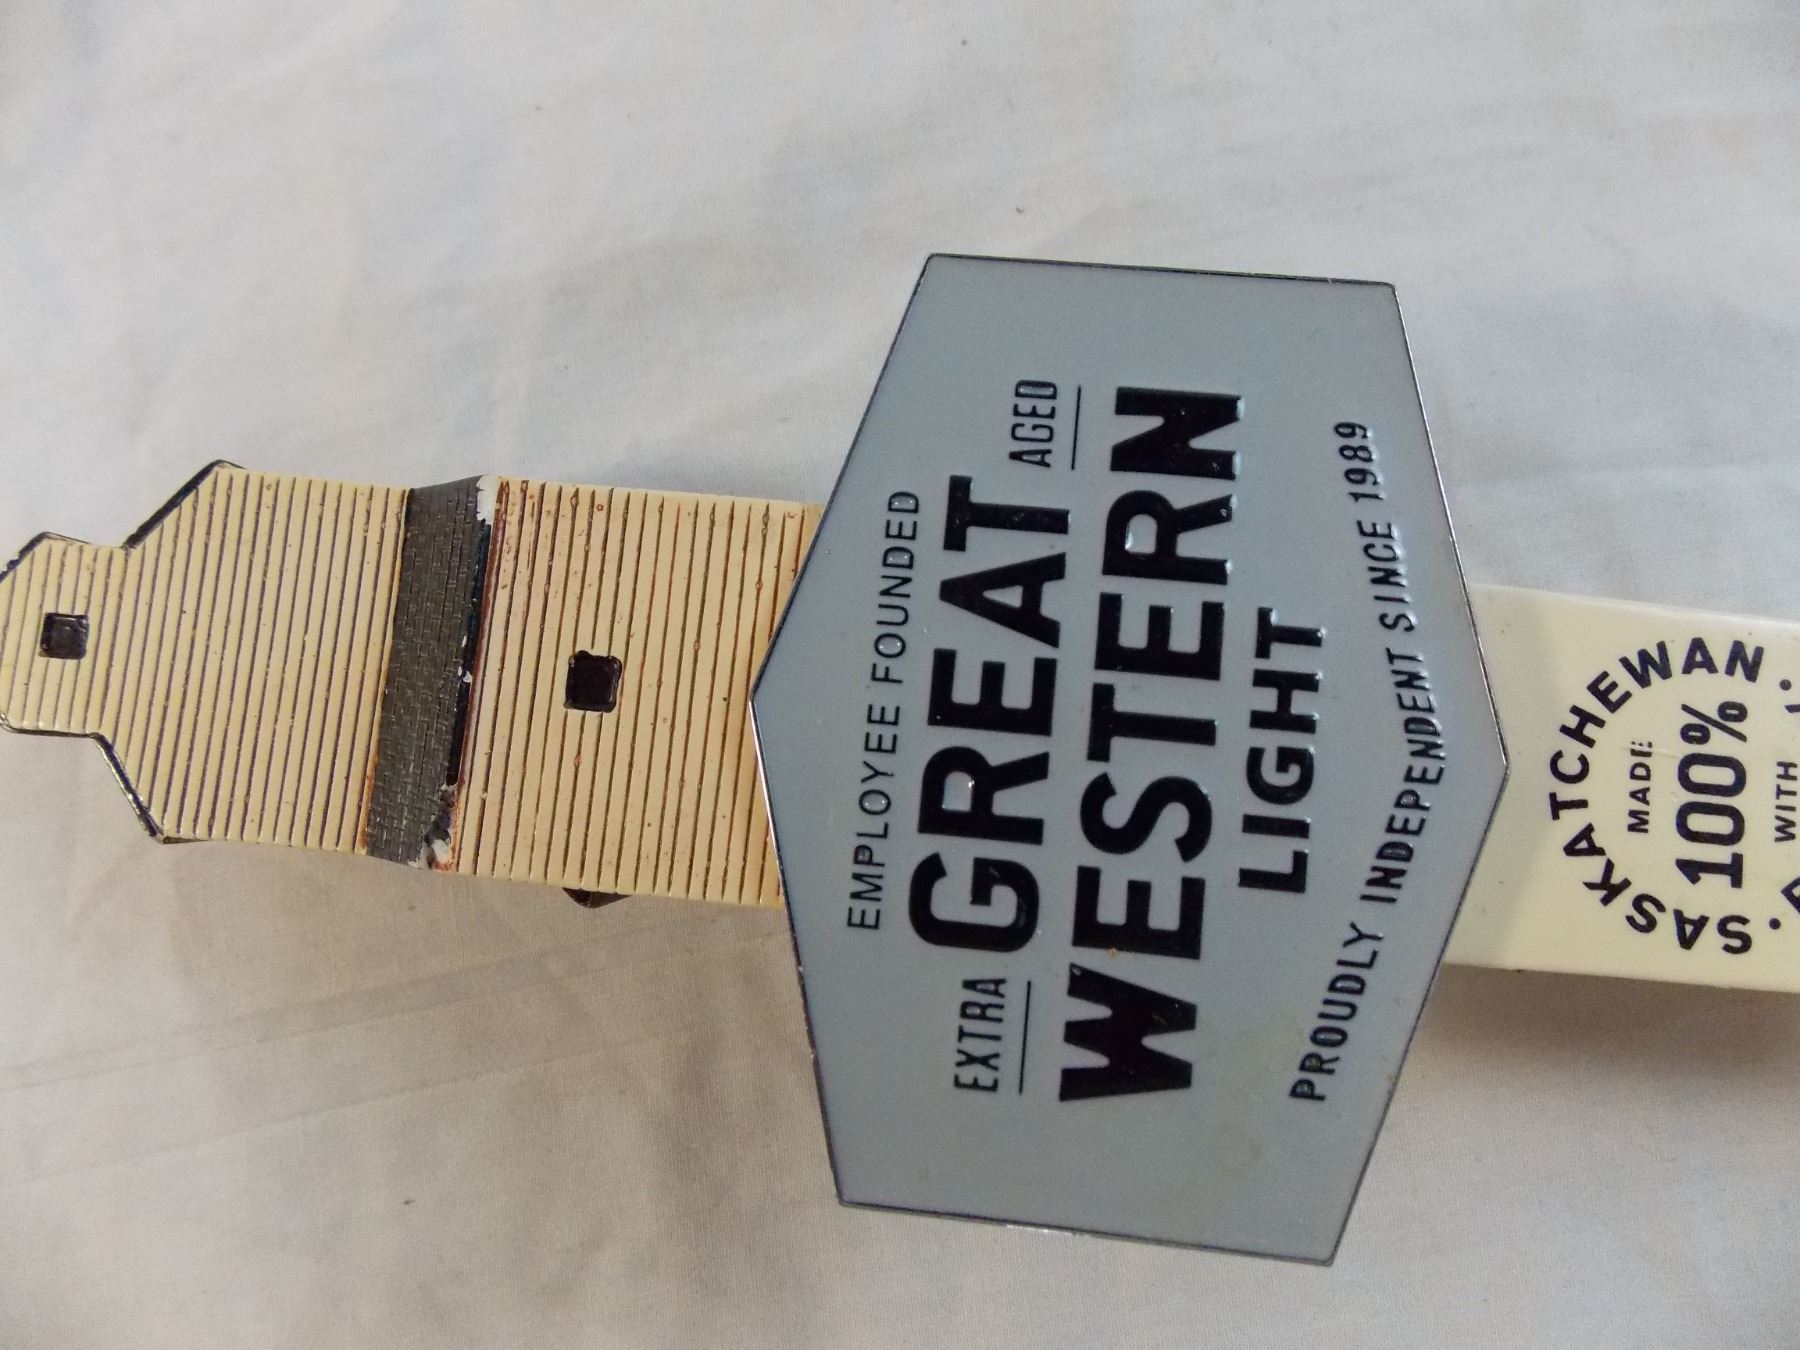 EMPLOYEE FOUNDED
EXTRA GREAT AGED
WESTERN
LIGHT
PROUDLY INDEPENDENT SINCE 1989
SASKATCHEWAN
MADE
100%
WITH